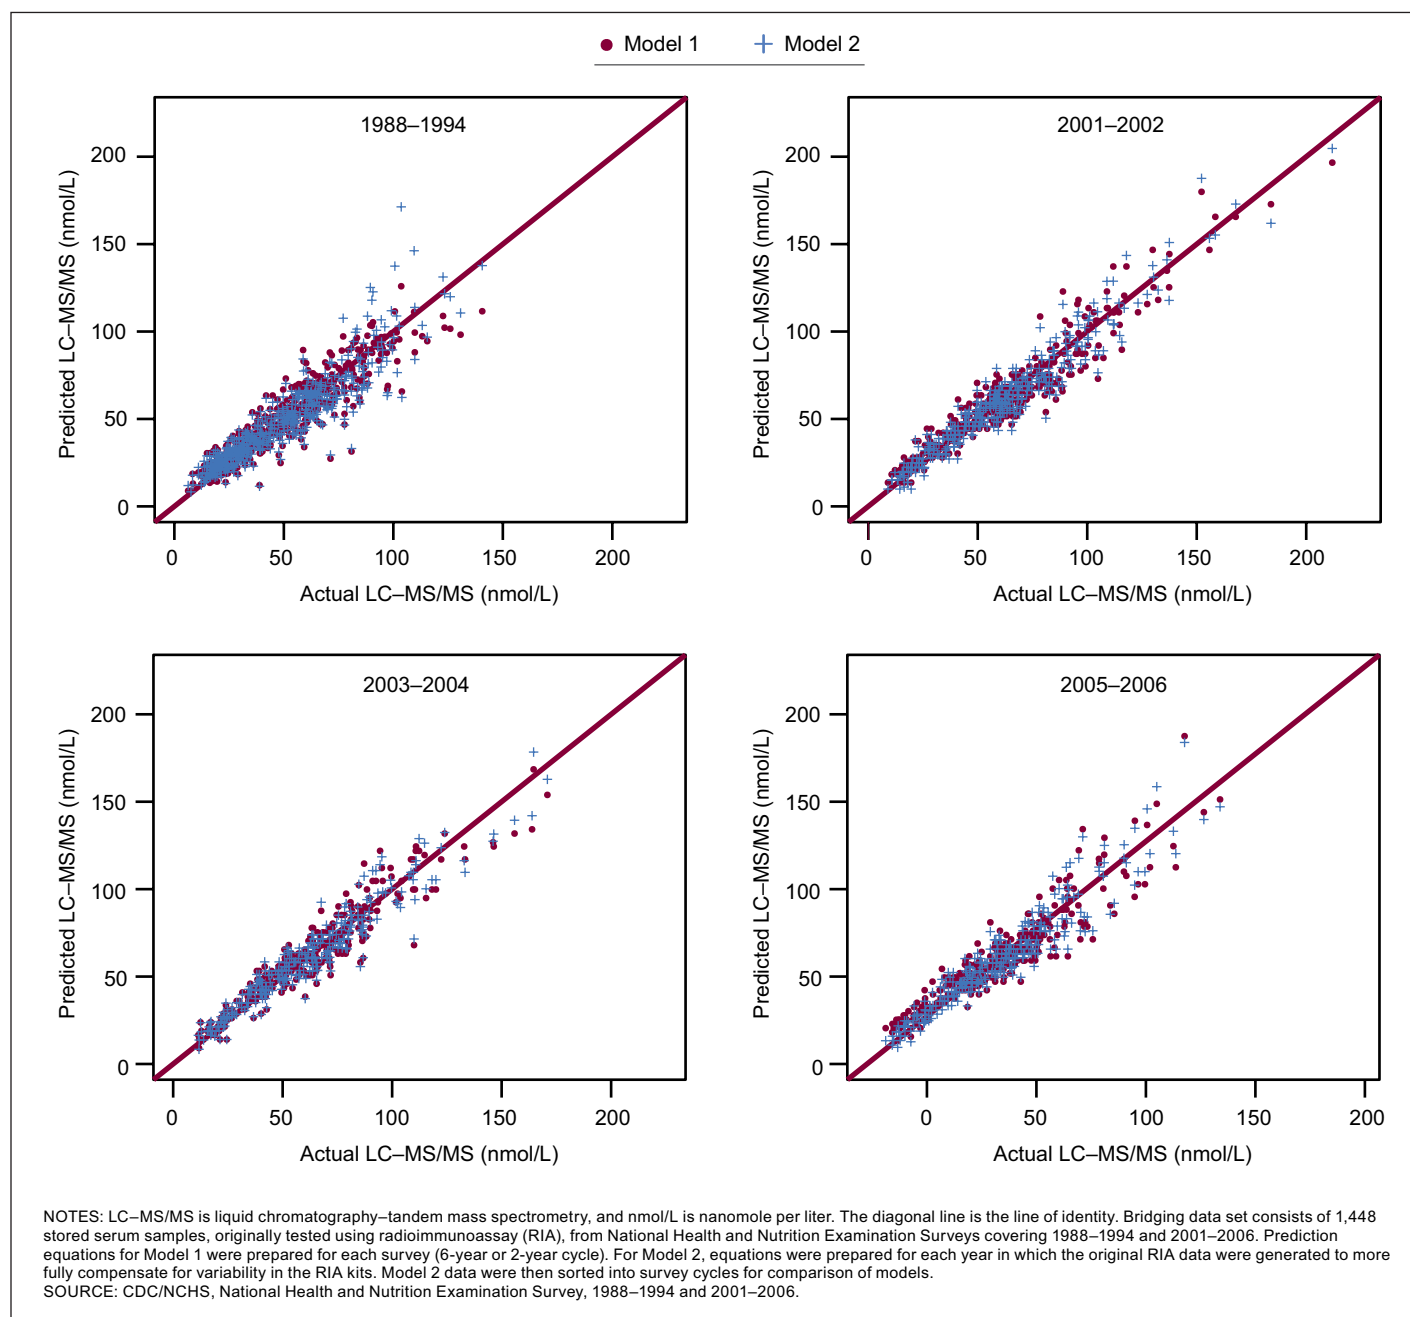 Model 1 Model 2
1988–1994
200
150
100
50
0
0 50 100 150 200
Predicted LC–MS/MS (nmol/L)
Actual LC–MS/MS (nmol/L)
2001–2002
200
150
100
50
0
0 50 100 150 200
Predicted LC–MS/MS (nmol/L)
Actual LC–MS/MS (nmol/L)
2003–2004
200
150
100
50
0
0 50 100 150 200
Predicted LC–MS/MS (nmol/L)
Actual LC–MS/MS (nmol/L)
2005–2006
200
150
100
50
0
0 50 100 150 200
Predicted LC–MS/MS (nmol/L)
Actual LC–MS/MS (nmol/L)
NOTES: LC–MS/MS is liquid chromatography–tandem mass spectrometry, and nmol/L is nanomole per liter. The diagonal line is the line of identity. Bridging data set consists of 1,448
stored serum samples, originally tested using radioimmunoassay (RIA), from National Health and Nutrition Examination Surveys covering 1988–1994 and 2001–2006. Prediction
equations for Model 1 were prepared for each survey (6-year or 2-year cycle). For Model 2, equations were prepared for each year in which the original RIA data were generated to more
fully compensate for variability in the RIA kits. Model 2 data were then sorted into survey cycles for comparison of models.
SOURCE: CDC/NCHS, National Health and Nutrition Examination Survey, 1988–1994 and 2001–2006.